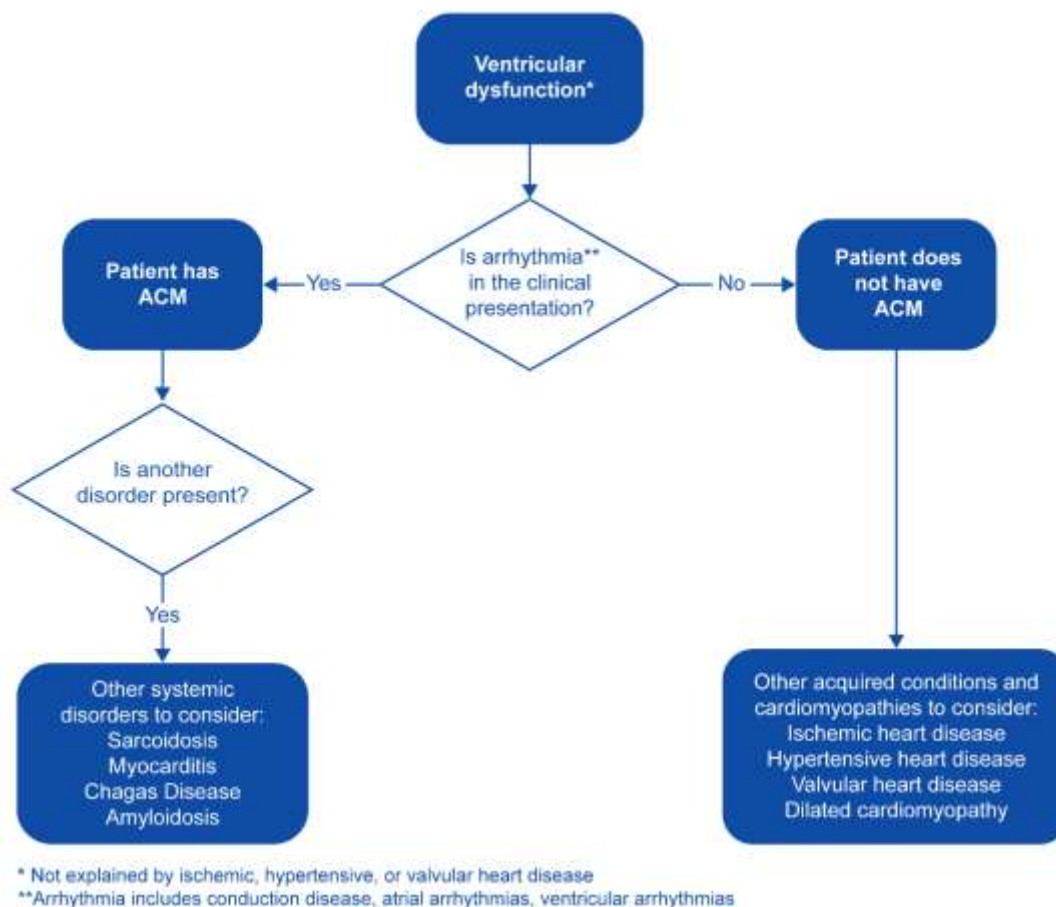 Ventricular
dysfunction*
Is arrhythmia**
in the clinical
presentation?
Yes
No
Patient has
ACM
Patient does
not have
ACM
Is another
disorder present?
Yes
Other systemic
disorders to consider:
Sarcoidosis
Myocarditis
Chagas Disease
Amyloidosis
Other acquired conditions and
cardiomyopathies to consider:
Ischemic heart disease
Hypertensive heart disease
Valvular heart disease
Dilated cardiomyopathy
* Not explained by ischemic, hypertensive, or valvular heart disease
**Arrhythmia includes conduction disease, atrial arrhythmias, ventricular arrhythmias